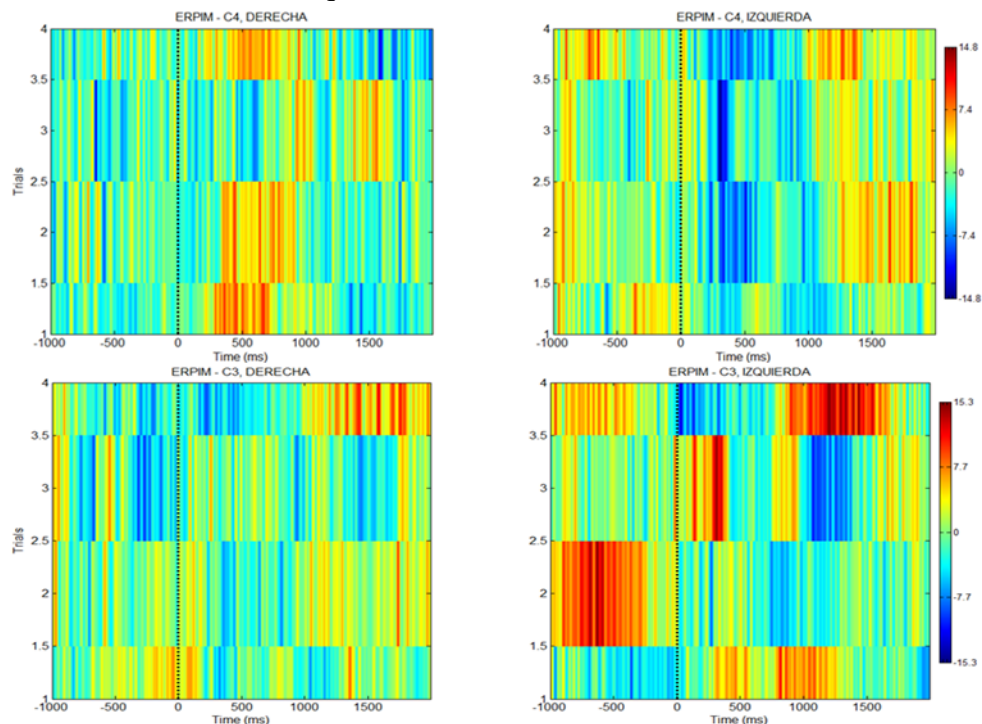 ERPIM - C4, DERECHA
4
3.5
3
2.5
2
1.5
1
Trials
-1000 -500 0 500 1000 1500
Time (ms)
ERPIM - C4, IZQUIERDA
4
3.5
3
2.5
2
1.5
1
-1000 -500 0 500 1000 1500
Time (ms)
14.8
7.4
0
-7.4
-14.8
ERPIM - C3, DERECHA
4
3.5
3
2.5
2
1.5
1
Trials
-1000 -500 0 500 1000 1500
Time (ms)
ERPIM - C3, IZQUIERDA
4
3.5
3
2.5
2
1.5
1
-1000 -500 0 500 1000 1500
Time (ms)
15.3
7.7
0
-7.7
-15.3